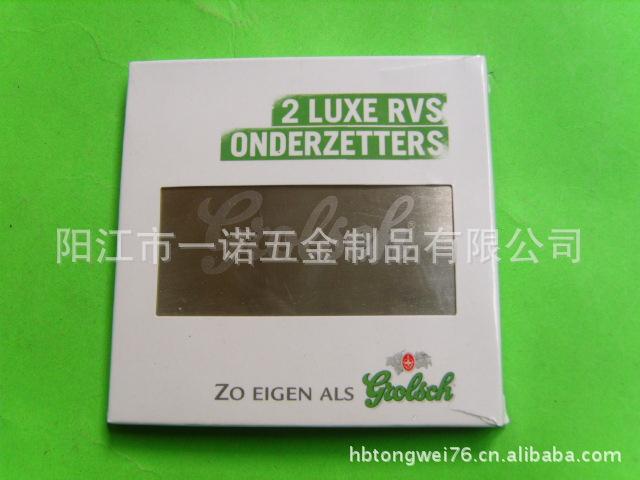 2 LUXE RVS
ONDERZETTERS
Grolsch®
阳江市一诺五金制品有限公司
ZO EIGEN ALS Grolsch
hbtongwei76.cn.alibaba.com